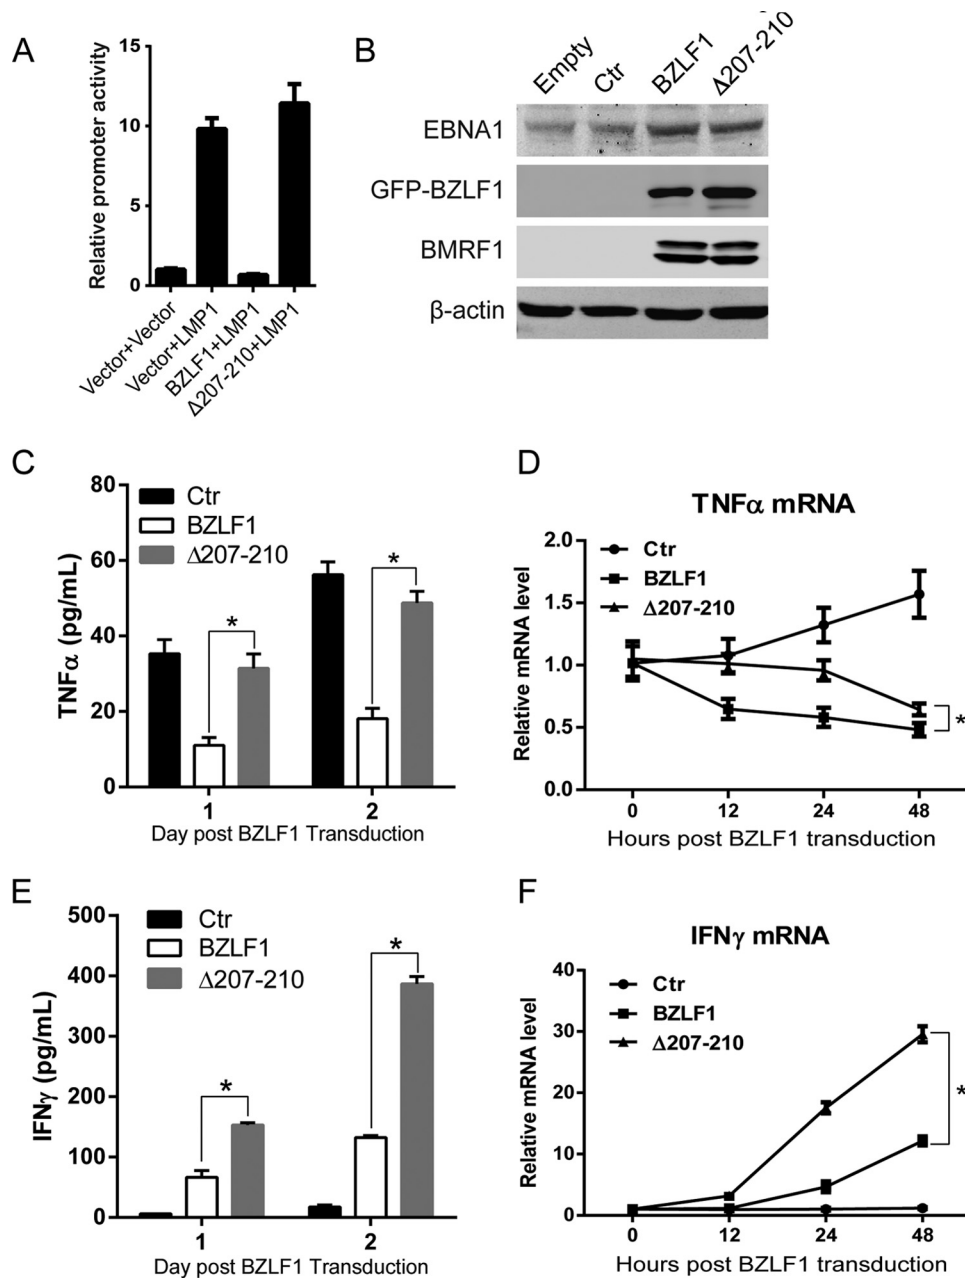 A
Relative promoter activity
15
10
5
0
Vector+Vector
Vector+LMP1
BZLF1+LMP1
Δ207-210+LMP1
B
Empty
Ctr
BZLF1
Δ207-210
EBNA1
GFP-BZLF1
BMRF1
β-actin
C
TNFα (pg/mL)
80
60
40
20
0
Ctr
BZLF1
Δ207-210
*
*
1 2
Day post BZLF1 Transduction
D
TNFα mRNA
Relative mRNA level
2.0
1.5
1.0
0.5
0.0
Ctr
BZLF1
Δ207-210
*
0 12 24 48
Hours post BZLF1 transduction
E
IFNγ (pg/mL)
500
400
300
200
100
0
Ctr
BZLF1
Δ207-210
*
*
1 2
Day post BZLF1 Transduction
F
IFNγ mRNA
Relative mRNA level
40
30
20
10
0
Ctr
BZLF1
Δ207-210
*
0 12 24 48
Hours post BZLF1 transduction